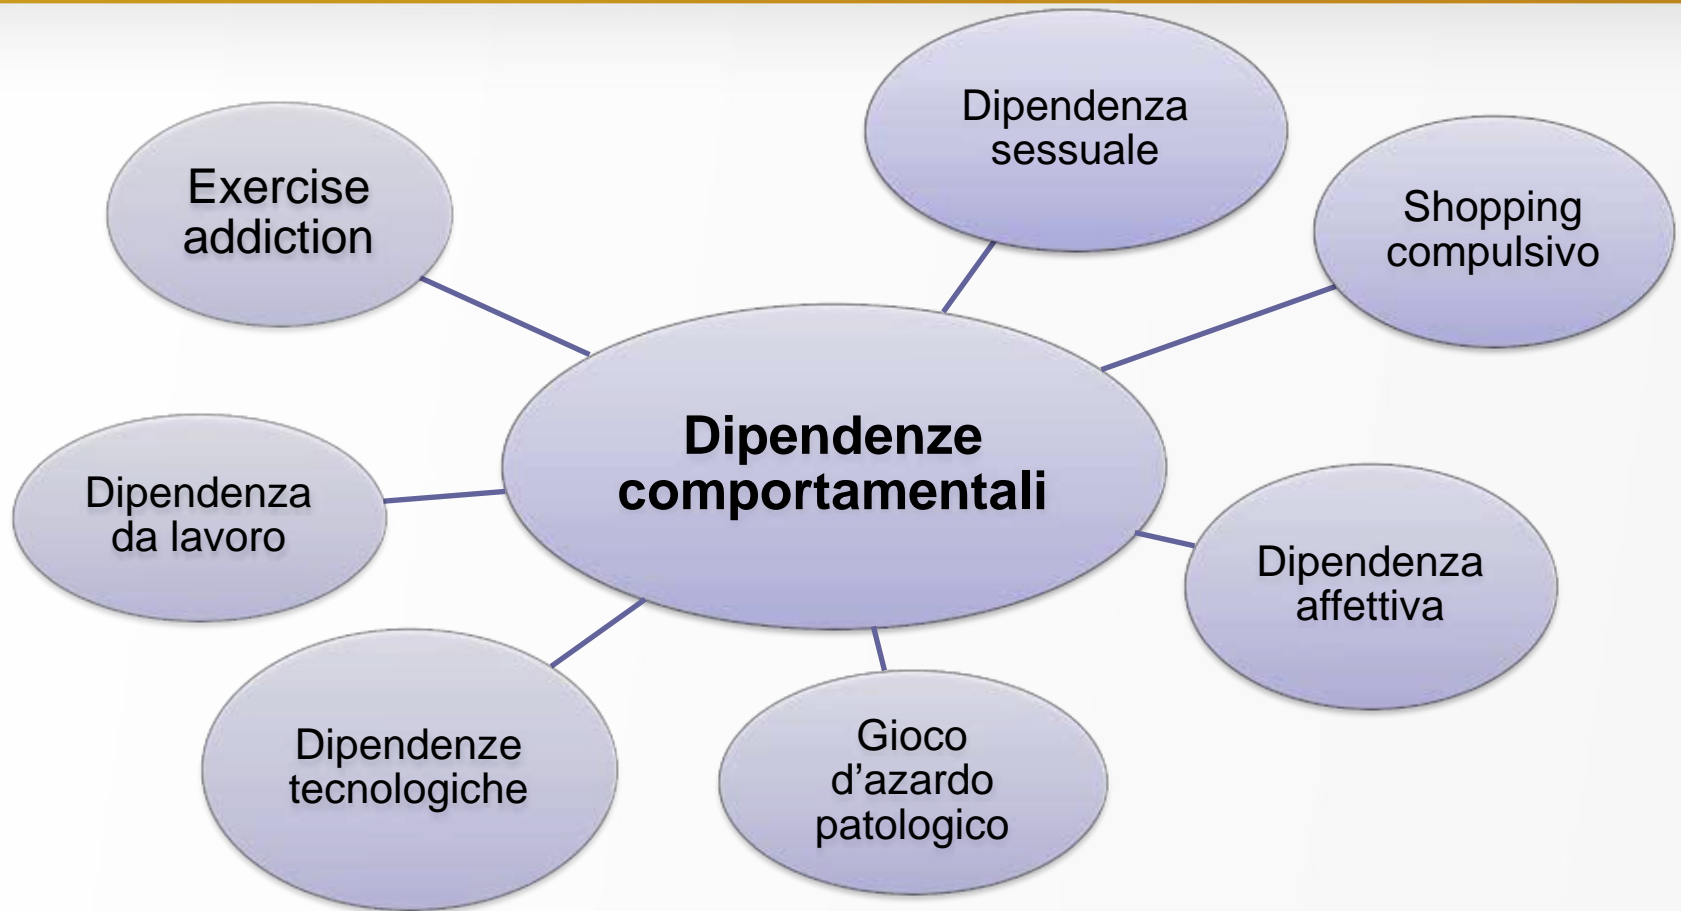 Dipendenza
sessuale
Exercise
addiction
Shopping
compulsivo
Dipendenze
comportamentali
Dipendenza
da lavoro
Dipendenza
affettiva
Dipendenze
tecnologiche
Gioco
d’azardo
patologico